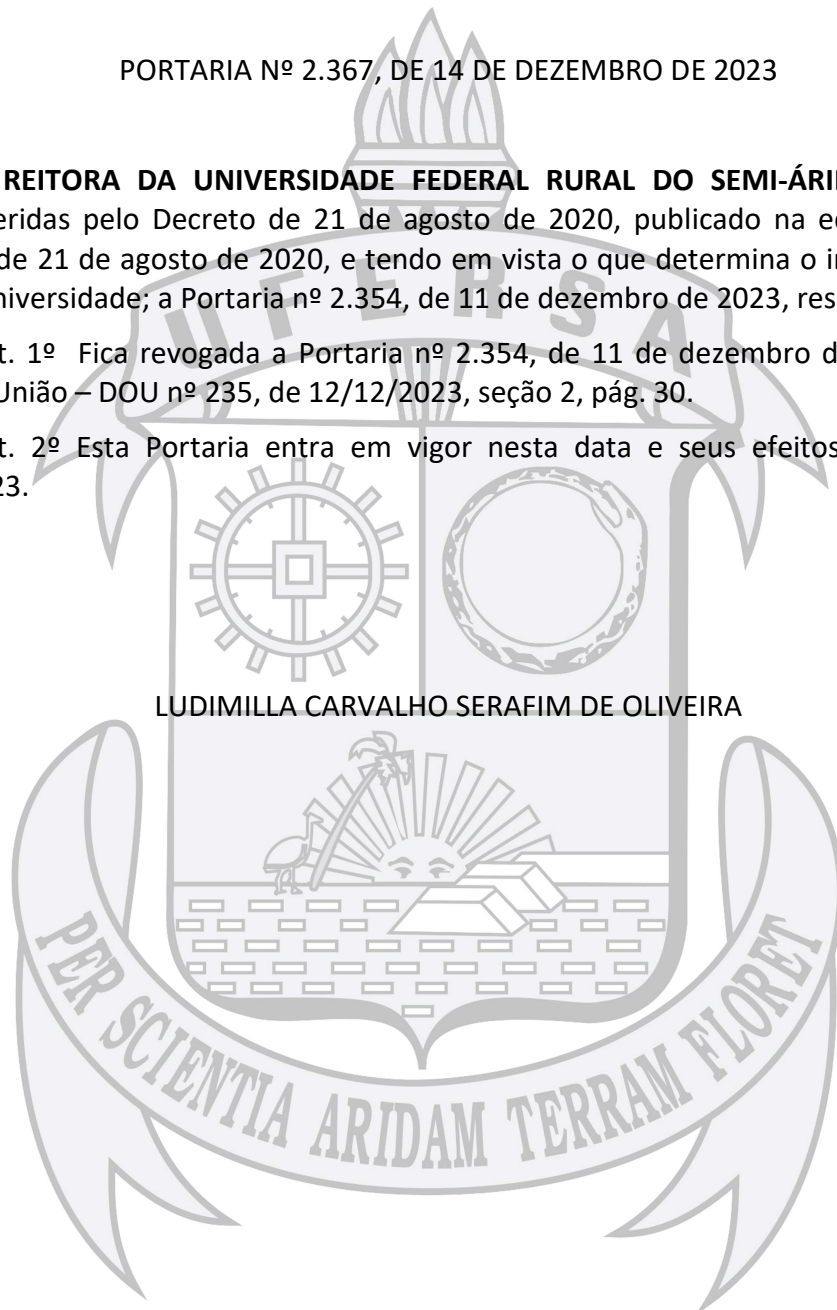 PORTARIA Nº 2.367, DE 14 DE DEZEMBRO DE 2023
REITORA DA UNIVERSIDADE FEDERAL RURAL DO SEMI-ÁRI
eridas pelo Decreto de 21 de agosto de 2020, publicado na e
de 21 de agosto de 2020, e tendo em vista o que determina o i
niversidade; a Portaria nº 2.354, de 11 de dezembro de 2023, res
t. 1º Fica revogada a Portaria nº 2.354, de 11 de dezembro d
União – DOU nº 235, de 12/12/2023, seção 2, pág. 30.
t. 2º Esta Portaria entra em vigor nesta data e seus efeitos
23.
LUDIMILLA CARVALHO SERAFIM DE OLIVEIRA
UFERSA
PER SCIENTIA ARIDAM TERRAM FLORET